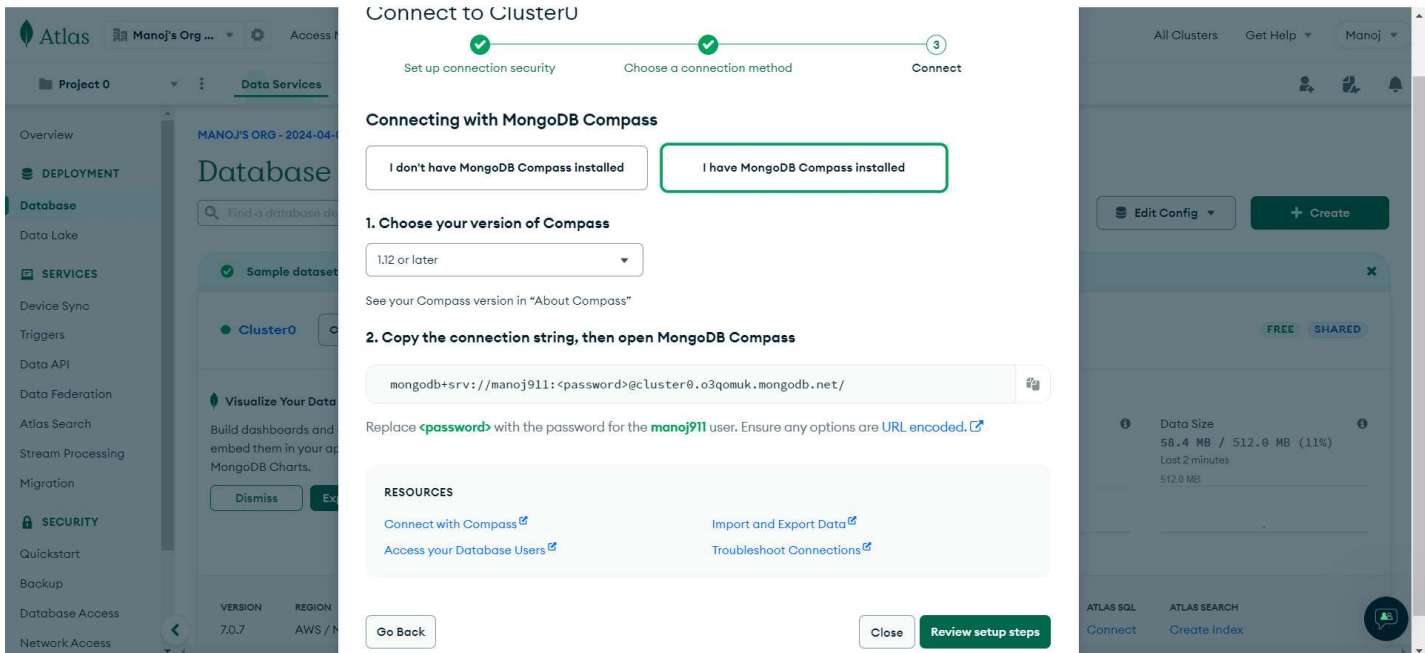 Connect to Cluster0
Atlas
Manoj's Org ...
All Clusters
Get Help
Manoj
Set up connection security
Choose a connection method
3
Connect
Project 0
Data Services
Overview
DEPLOYMENT
Database
Data Lake
SERVICES
Device Sync
Triggers
Data API
Data Federation
Atlas Search
Stream Processing
Migration
SECURITY
Quickstart
Backup
Database Access
Network Access
MANOJ'S ORG - 2024-04-
Database
Find a database de
Edit Config
+ Create
Sample dataset
Cluster0
FREE
SHARED
Visualize Your Data
Build dashboards and
embed them in your ap
MongoDB Charts.
Dismiss
Data Size
58.4 MB / 512.0 MB (11%)
Last 2 minutes
512.0 MB
VERSION
REGION
7.0.7
AWS /
ATLAS SQL
ATLAS SEARCH
Connect
Create Index
Connecting with MongoDB Compass
I don't have MongoDB Compass installed
I have MongoDB Compass installed
1. Choose your version of Compass
1.12 or later
See your Compass version in “About Compass”
2. Copy the connection string, then open MongoDB Compass
mongodb+srv://manoj911:<password>@cluster0.o3qomuk.mongodb.net/
Replace <password> with the password for the manoj911 user. Ensure any options are URL encoded.
RESOURCES
Connect with Compass
Import and Export Data
Access your Database Users
Troubleshoot Connections
Go Back
Close
Review setup steps